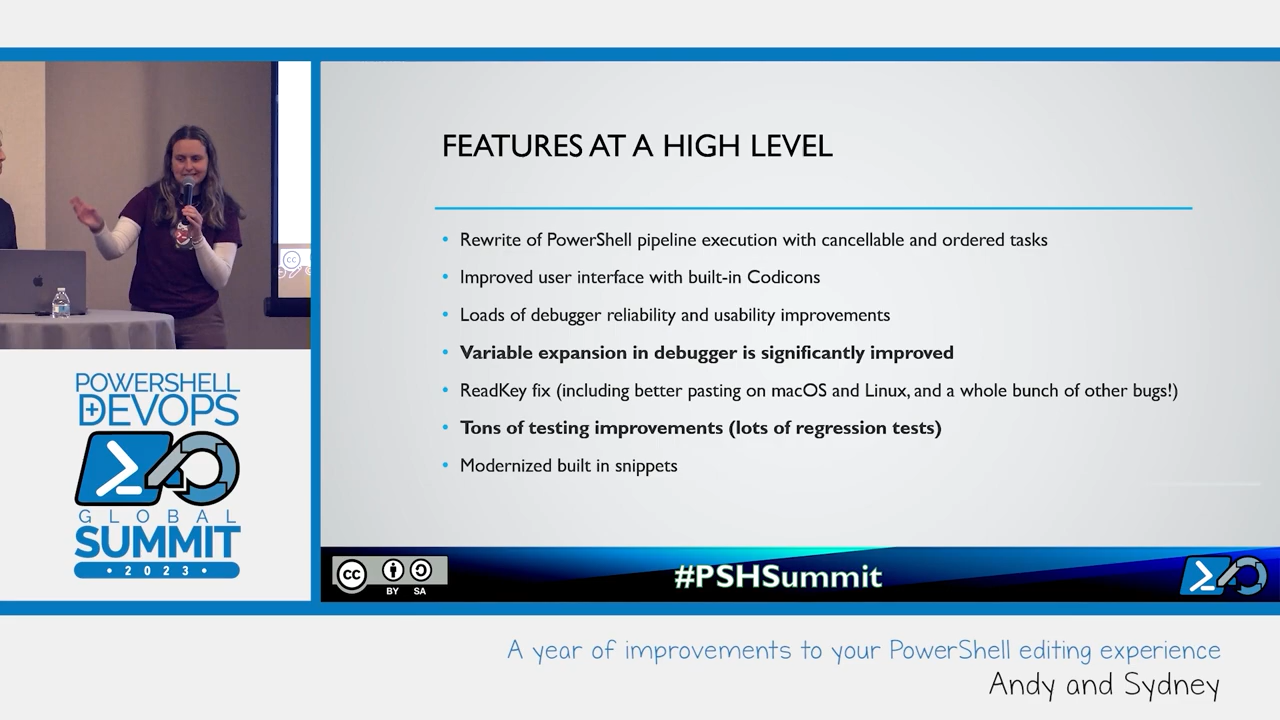 FEATURES AT A HIGH LEVEL
• Rewrite of PowerShell pipeline execution with cancellable and ordered tasks
• Improved user interface with built-in Codicons
• Loads of debugger reliability and usability improvements
• Variable expansion in debugger is significantly improved
• ReadKey fix (including better pasting on macOS and Linux, and a whole bunch of other bugs!)
• Tons of testing improvements (lots of regression tests)
• Modernized built in snippets
cc
POWERSHELL
+DEVOPS
GLOBAL
SUMMIT
• 2023 •
cc
BY SA
#PSHSummit
A year of improvements to your PowerShell editing experience
Andy and Sydney